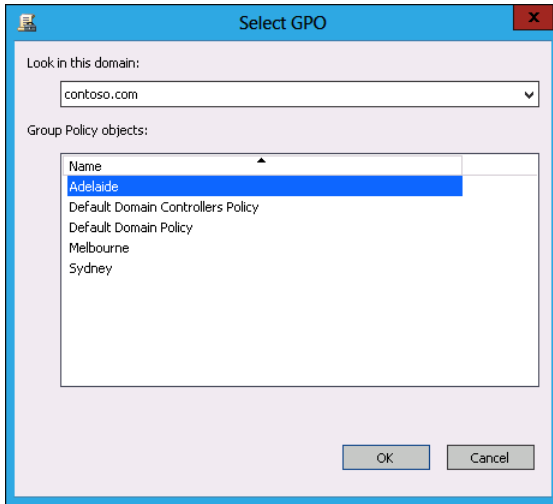 Select GPO
x
Look in this domain:
contoso.com
Group Policy objects:
Name
Adelaide
Default Domain Controllers Policy
Default Domain Policy
Melbourne
Sydney
OK Cancel